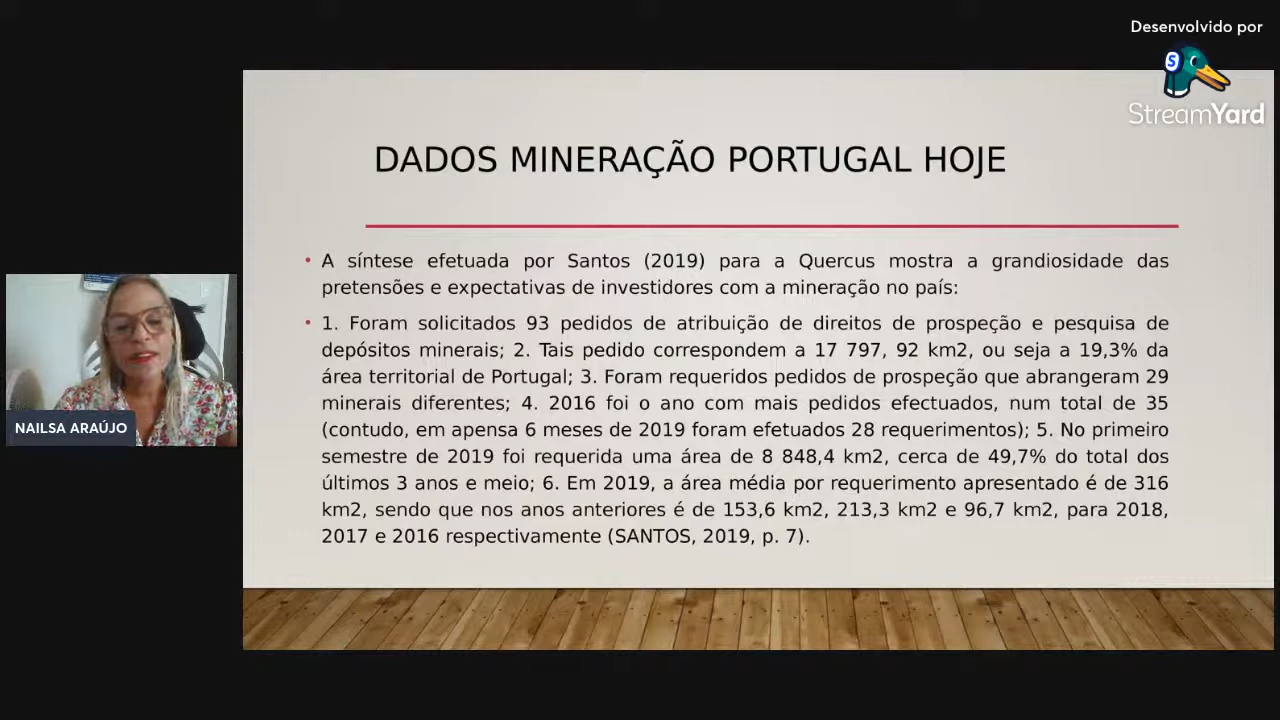 Desenvolvido por
S
StreamYard
DADOS MINERAÇÃO PORTUGAL HOJE
• A síntese efetuada por Santos (2019) para a Quercus mostra a grandiosidade das
pretensões e expectativas de investidores com a mineração no país:
• 1. Foram solicitados 93 pedidos de atribuição de direitos de prospeção e pesquisa de
depósitos minerais; 2. Tais pedido correspondem a 17 797, 92 km2, ou seja a 19,3% da
área territorial de Portugal; 3. Foram requeridos pedidos de prospeção que abrangeram 29
minerais diferentes; 4. 2016 foi o ano com mais pedidos efectuados, num total de 35
(contudo, em apensa 6 meses de 2019 foram efetuados 28 requerimentos); 5. No primeiro
semestre de 2019 foi requerida uma área de 8 848,4 km2, cerca de 49,7% do total dos
últimos 3 anos e meio; 6. Em 2019, a área média por requerimento apresentado é de 316
km2, sendo que nos anos anteriores é de 153,6 km2, 213,3 km2 e 96,7 km2, para 2018,
2017 e 2016 respectivamente (SANTOS, 2019, p. 7).
NAILSA ARAÚJO